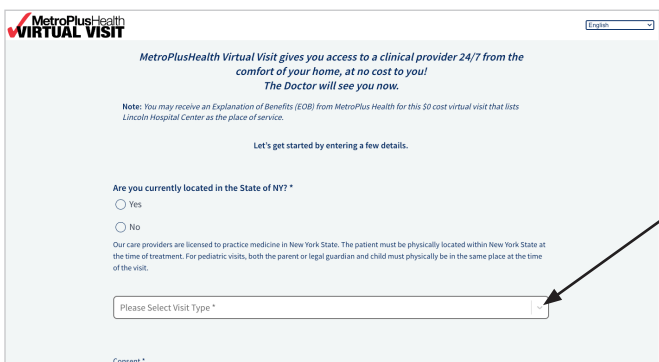 MetroPlusHealth
VIRTUAL VISIT
English
MetroPlusHealth Virtual Visit gives you access to a clinical provider 24/7 from the
comfort of your home, at no cost to you!
The Doctor will see you now.
Note: You may receive an Explanation of Benefits (EOB) from MetroPlus Health for this $0 cost virtual visit that lists
Lincoln Hospital Center as the place of service.
Let's get started by entering a few details.
Are you currently located in the State of NY? *
Yes
No
Our care providers are licensed to practice medicine in New York State. The patient must be physically located within New York State at
the time of treatment. For pediatric visits, both the parent or legal guardian and child must physically be in the same place at the time
of the visit.
Please Select Visit Type *
Consent *